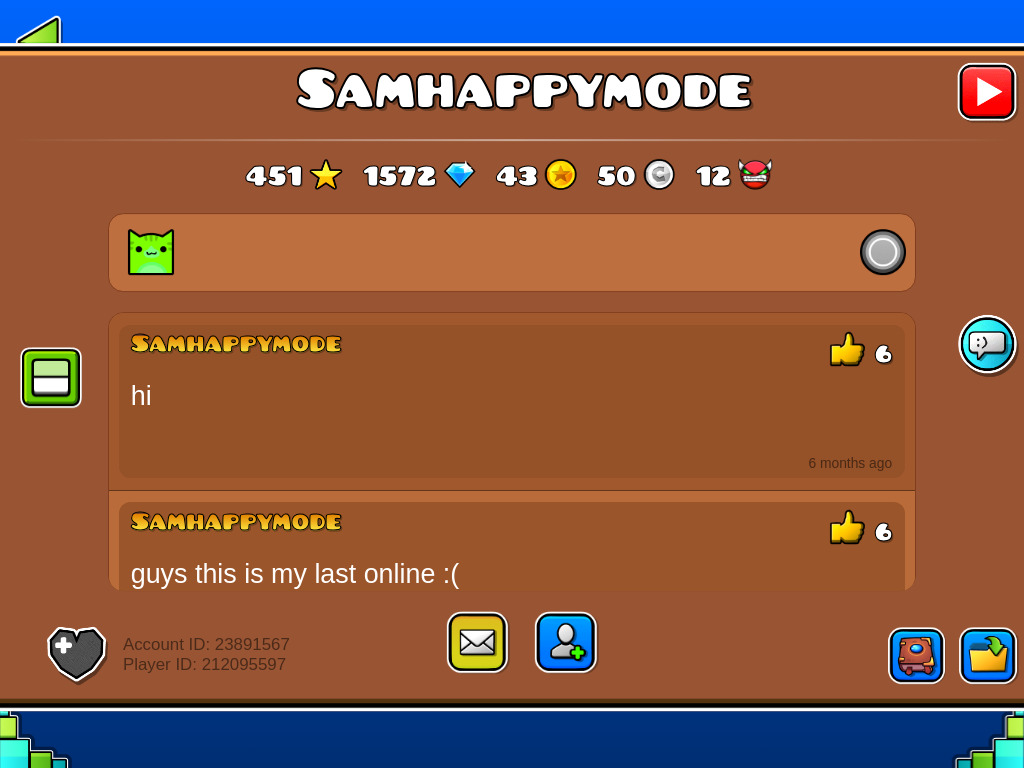 Samhappymode
451 1572 43 50 12
Samhappymode
6
hi
6 months ago
Samhappymode
6
guys this is my last online :(
Account ID: 23891567
Player ID: 212095597